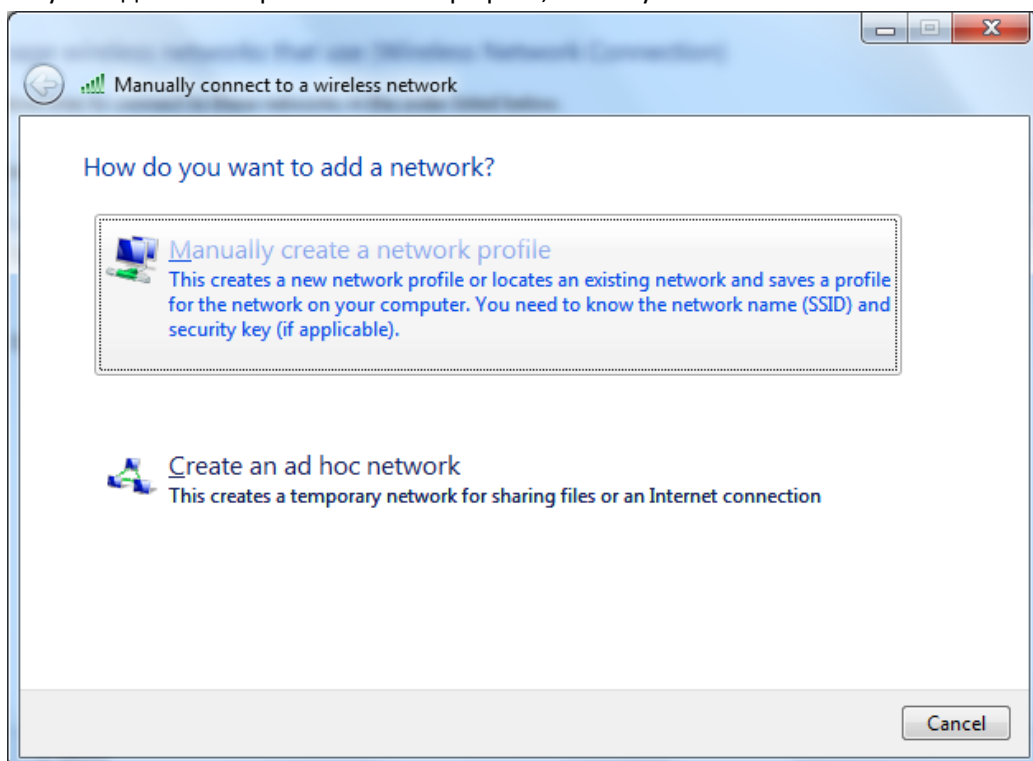 Manually connect to a wireless network
How do you want to add a network?
Manually create a network profile
This creates a new network profile or locates an existing network and saves a profile
for the network on your computer. You need to know the network name (SSID) and
security key (if applicable).
Create an ad hoc network
This creates a temporary network for sharing files or an Internet connection
Cancel